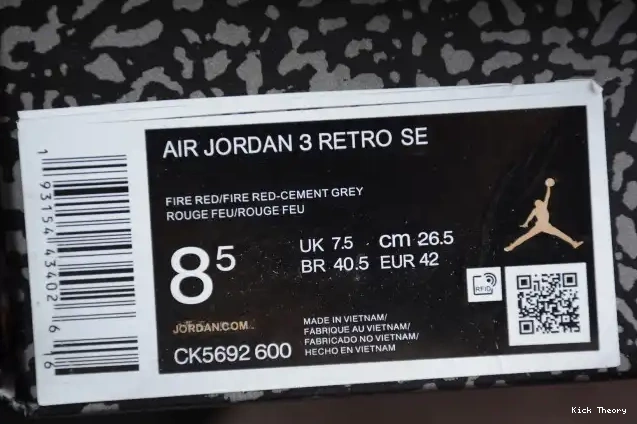 AIR JORDAN 3 RETRO SE
FIRE RED/FIRE RED-CEMENT GREY
ROUGE FEU/ROUGE FEU
8 5
UK 7.5 cm 26.5
BR 40.5 EUR 42
RFID
JORDAN.COM
CK5692 600
MADE IN VIETNAM/
FABRIQUE AU VIETNAM/
FABRICADO NO VIETNAM/
HECHO EN VIETNAM
1 93154 43402 6 16
Kick Theory